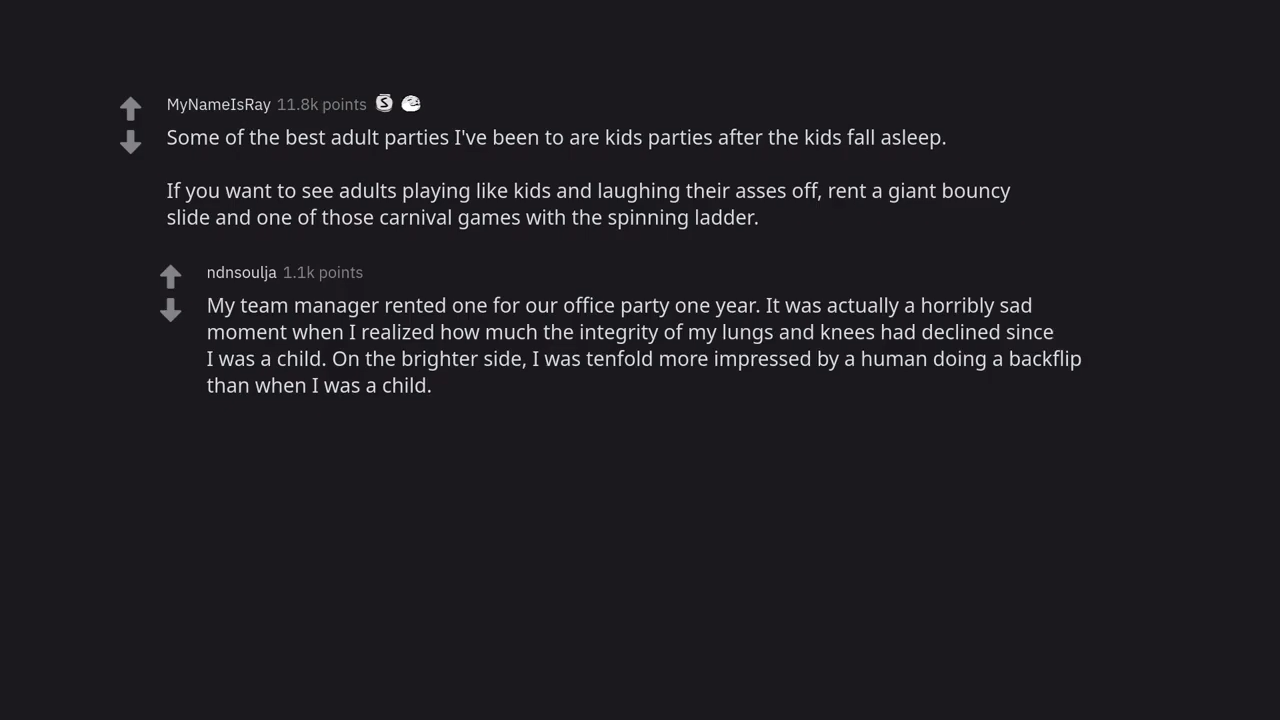 MyNameIsRay 11.8k points
Some of the best adult parties I've been to are kids parties after the kids fall asleep.
If you want to see adults playing like kids and laughing their asses off, rent a giant bouncy
slide and one of those carnival games with the spinning ladder.
ndnsoulja 1.1k points
My team manager rented one for our office party one year. It was actually a horribly sad
moment when I realized how much the integrity of my lungs and knees had declined since
I was a child. On the brighter side, I was tenfold more impressed by a human doing a backflip
than when I was a child.